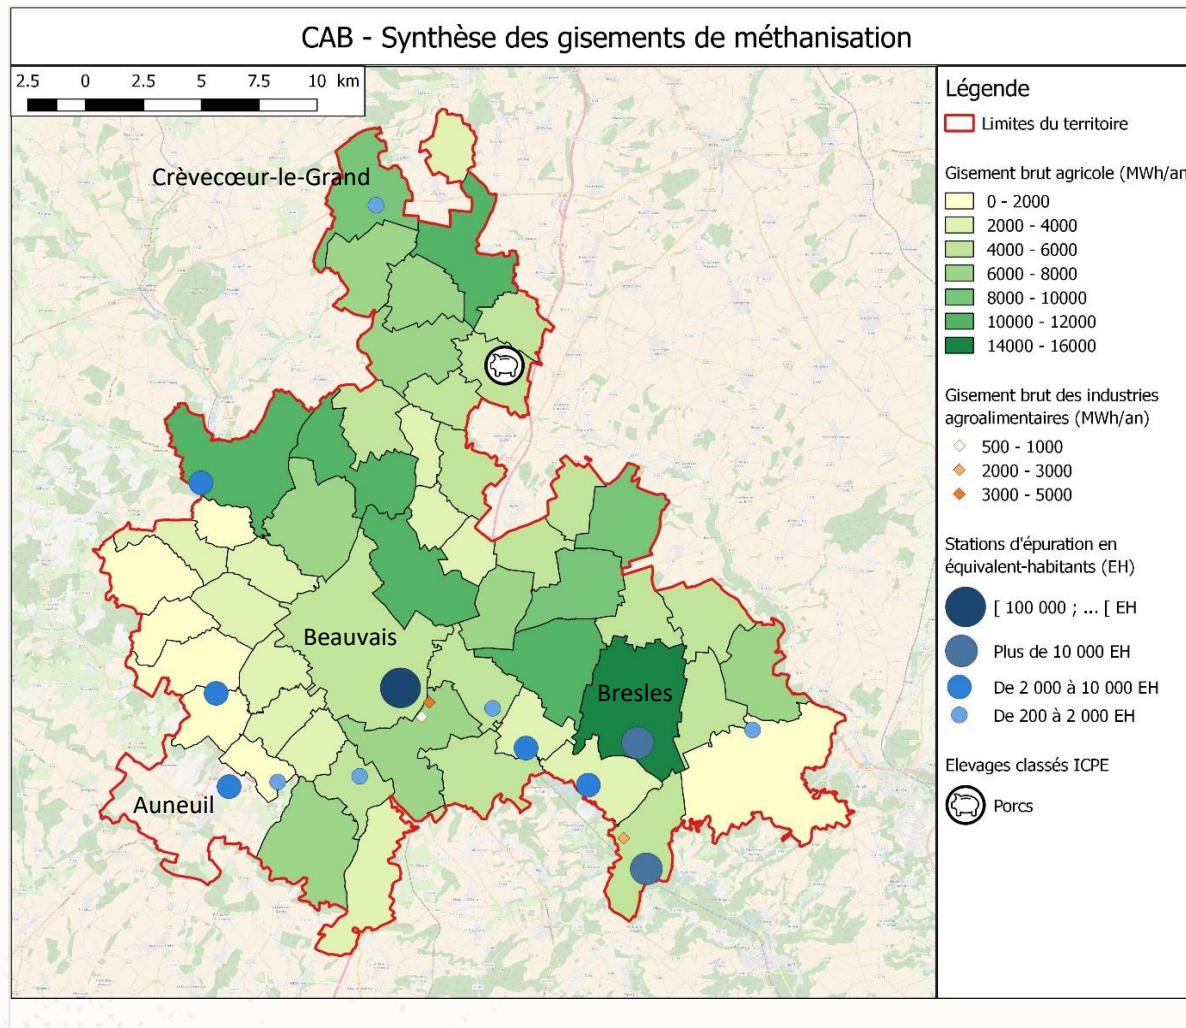 CAB - Synthèse des gisements de méthanisation
2.5 0 5 7.5 10 km
Crèvecœur-le-Grand
Beauvais
Bresles
Auneuil
Légende
Limites du territoire
Gisement brut agricole (MWh/an)
0 - 2000
2000 - 4000
4000 - 6000
6000 - 8000
8000 - 10000
10000 - 12000
14000 - 16000
Gisement brut des industries
agroalimentaires (MWh/an)
500 - 1000
2000 - 3000
3000 - 5000
Stations d'épuration en
équivalent-habitants (EH)
[ 100 000 ; ... [ EH
Plus de 10 000 EH
De 2 000 à 10 000 EH
De 200 à 2 000 EH
Elevages classés ICPE
Porcs